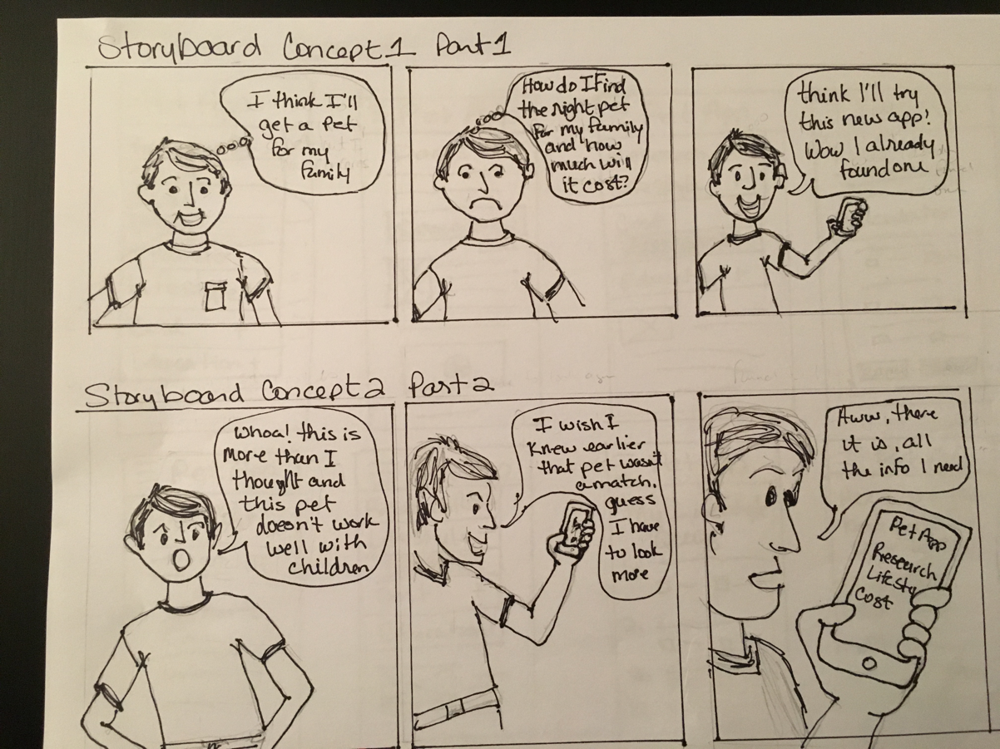 Storyboard Concept 1 Part 1
I think I'll
get a pet
for my
family
How do I Find
the right pet
for my family
and how
much will
it cost?
think I'll try
this new app!
Wow I already
found one
Storyboard Concept 2 Part 2
Whoa! this is
more than I
thought and
this pet
doesn't work
well with
children
I wish I
knew earlier
that pet wasn't
a match.
guess
I have
to look
more
Aww, there
it is, all
the info I need
Pet App
Research
Lifesty
Cost